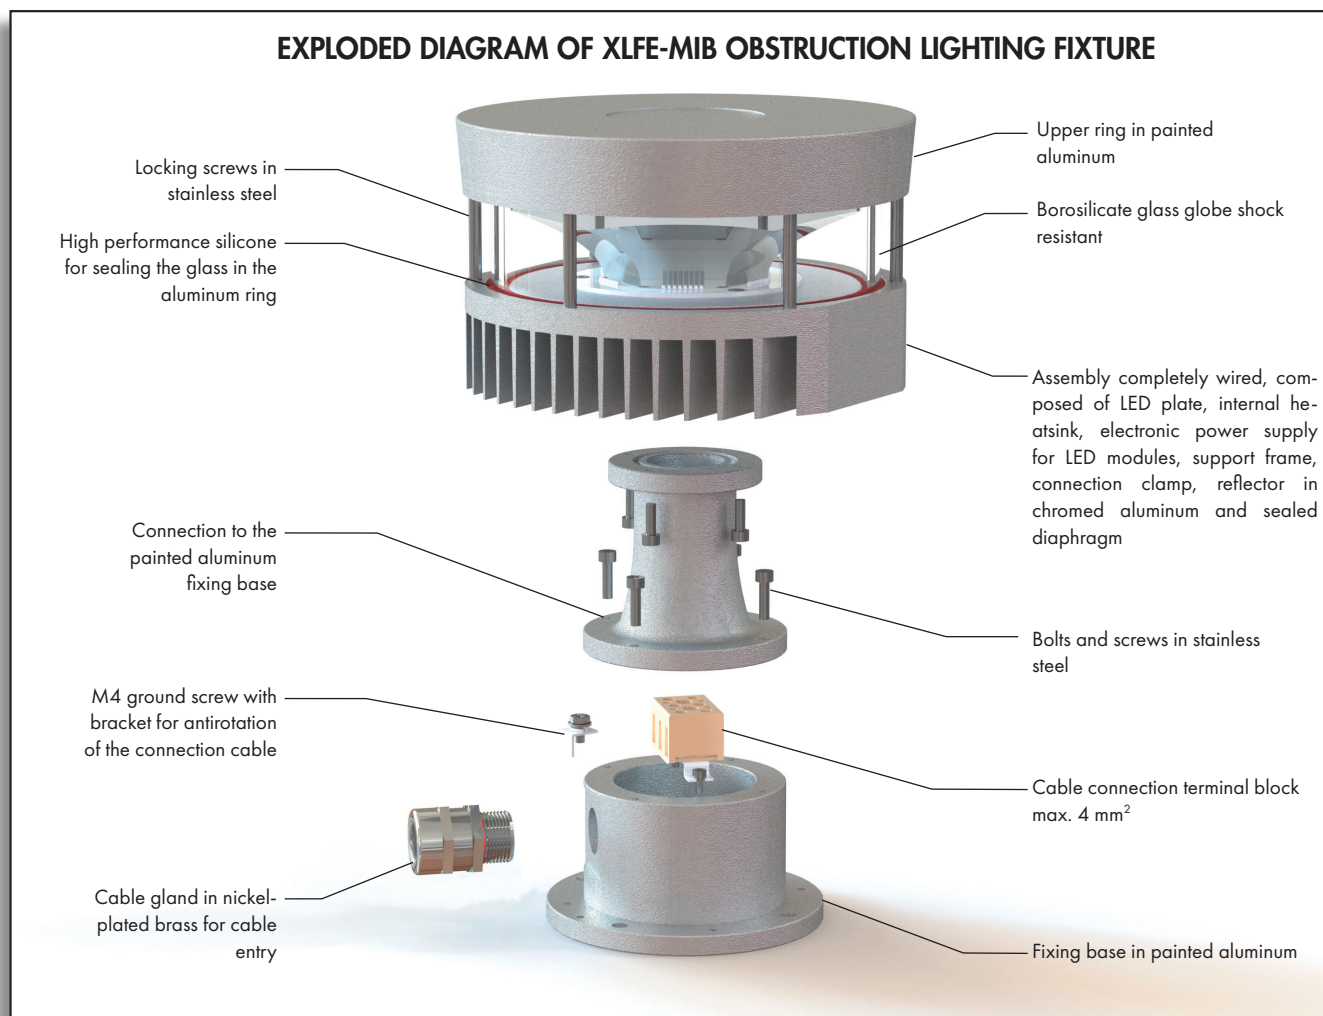 EXPLODED DIAGRAM OF XLFE-MIB OBSTRUCTION LIGHTING FIXTURE
Locking screws in
stainless steel
High performance silicone
for sealing the glass in the
aluminum ring
Connection to the
painted aluminum
fixing base
M4 ground screw with
bracket for antirotation
of the connection cable
Cable gland in nickel-
plated brass for cable
entry
Upper ring in painted
aluminum
Borosilicate glass globe shock
resistant
Assembly completely wired, com-
posed of LED plate, internal he-
atsink, electronic power supply
for LED modules, support frame,
connection clamp, reflector in
chromed aluminum and sealed
diaphragm
Bolts and screws in stainless
steel
Cable connection terminal block
max. 4 mm²
Fixing base in painted aluminum